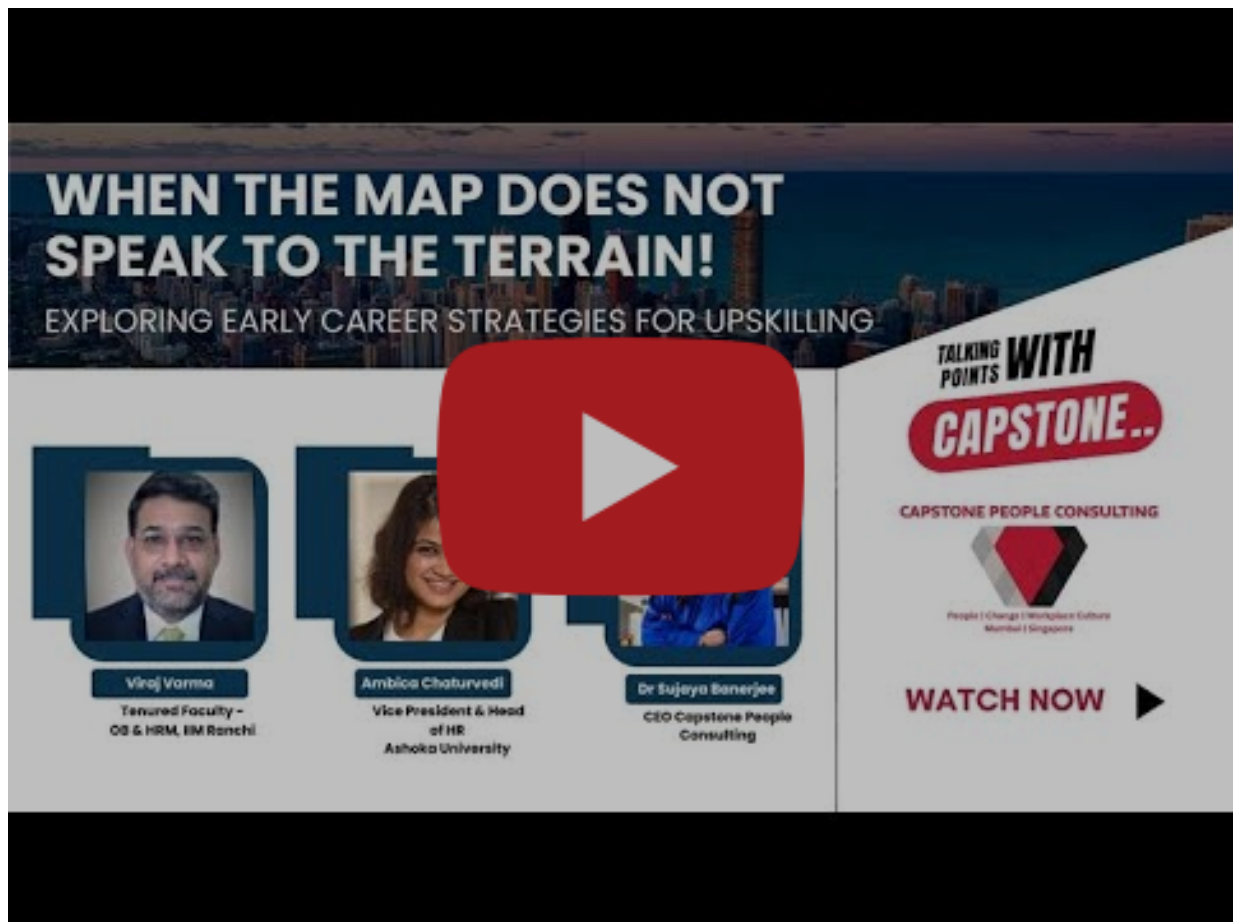 WHEN THE MAP DOES NOT
SPEAK TO THE TERRAIN!
EXPLORING EARLY CAREER STRATEGIES FOR UPSKILLING
TALKING
POINTS WITH
CAPSTONE..
CAPSTONE PEOPLE CONSULTING
People | Change | Workplace Culture
Mumbai | Singapore
WATCH NOW
Viraj Varma
Tenured Faculty -
OB & HRM, IIM Ranchi
Ambica Chaturvedi
Vice President & Head
of HR
Ashoka University
Dr Sujaya Banerjee
CEO Capstone People
Consulting